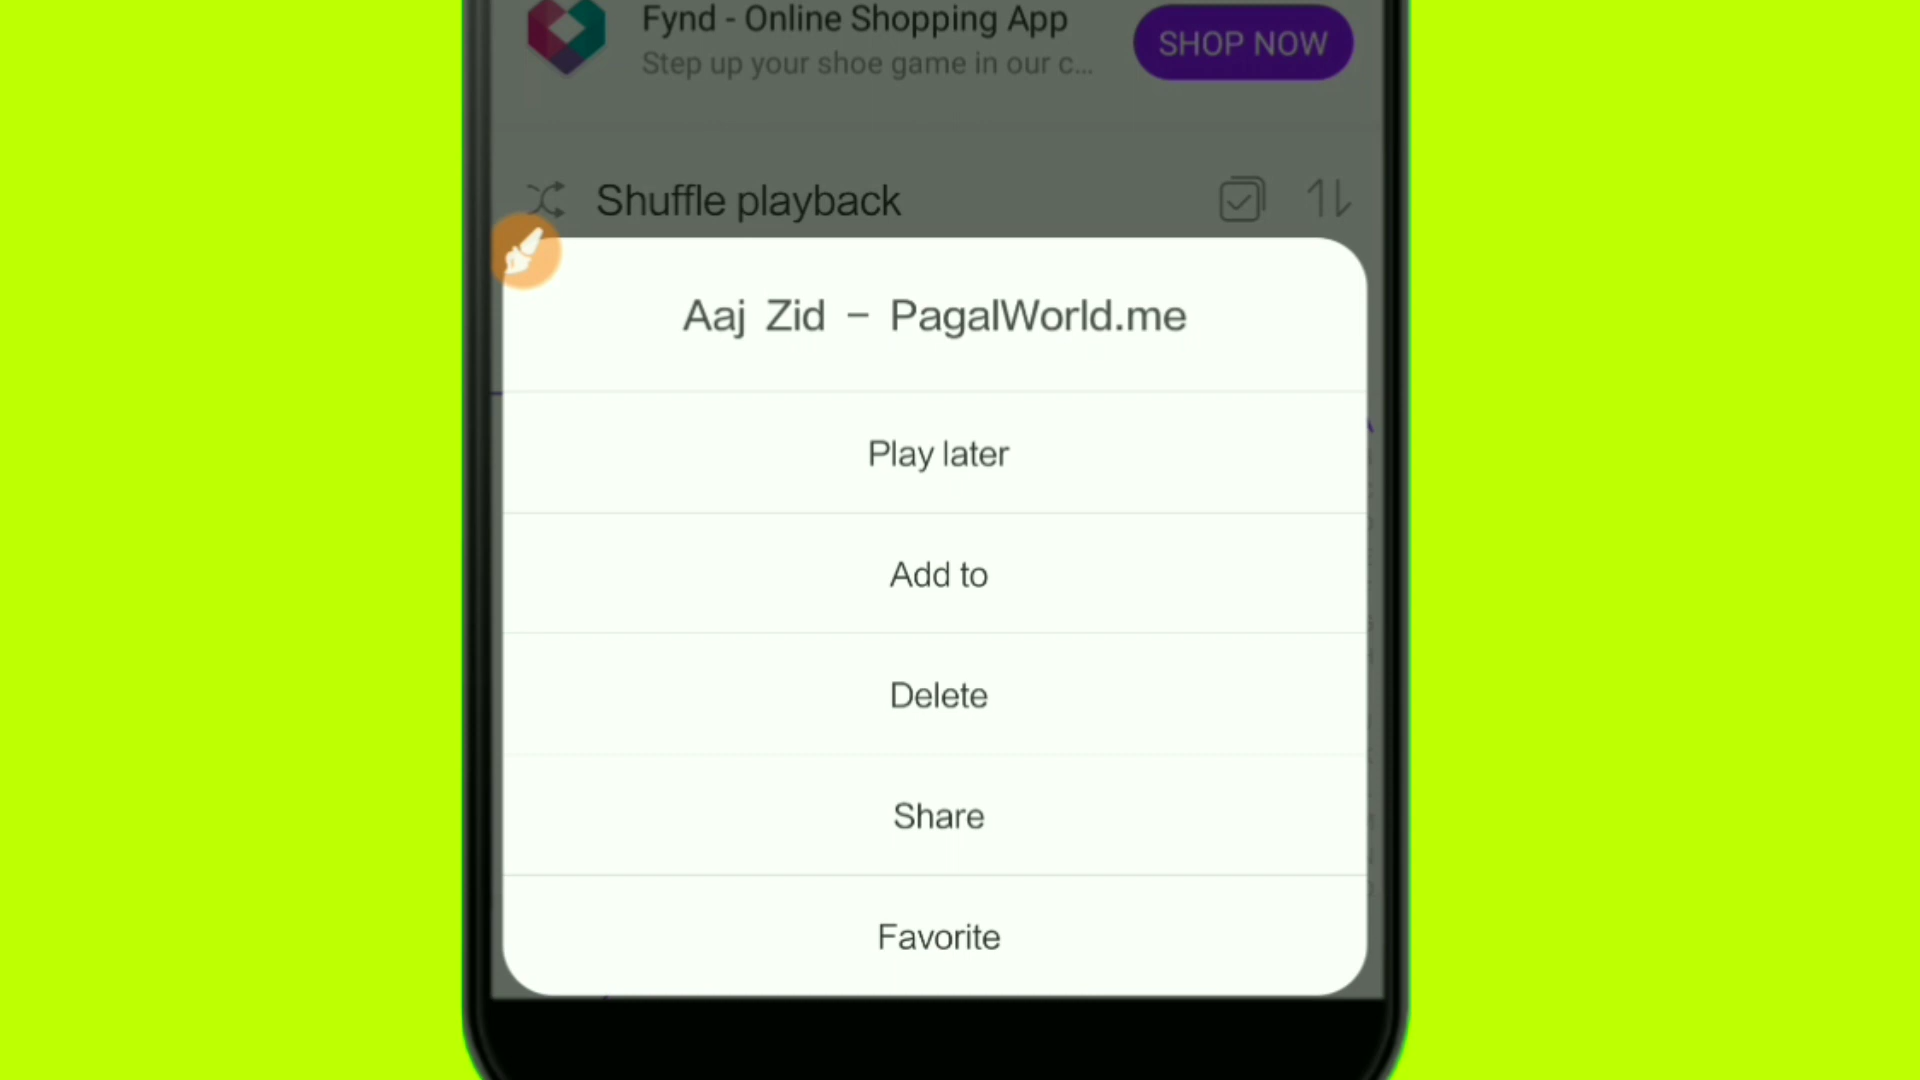 Fynd - Online Shopping App
Step up your shoe game in our c...
SHOP NOW
Shuffle playback
Aaj Zid – PagalWorld.me
Play later
Add to
Delete
Share
Favorite